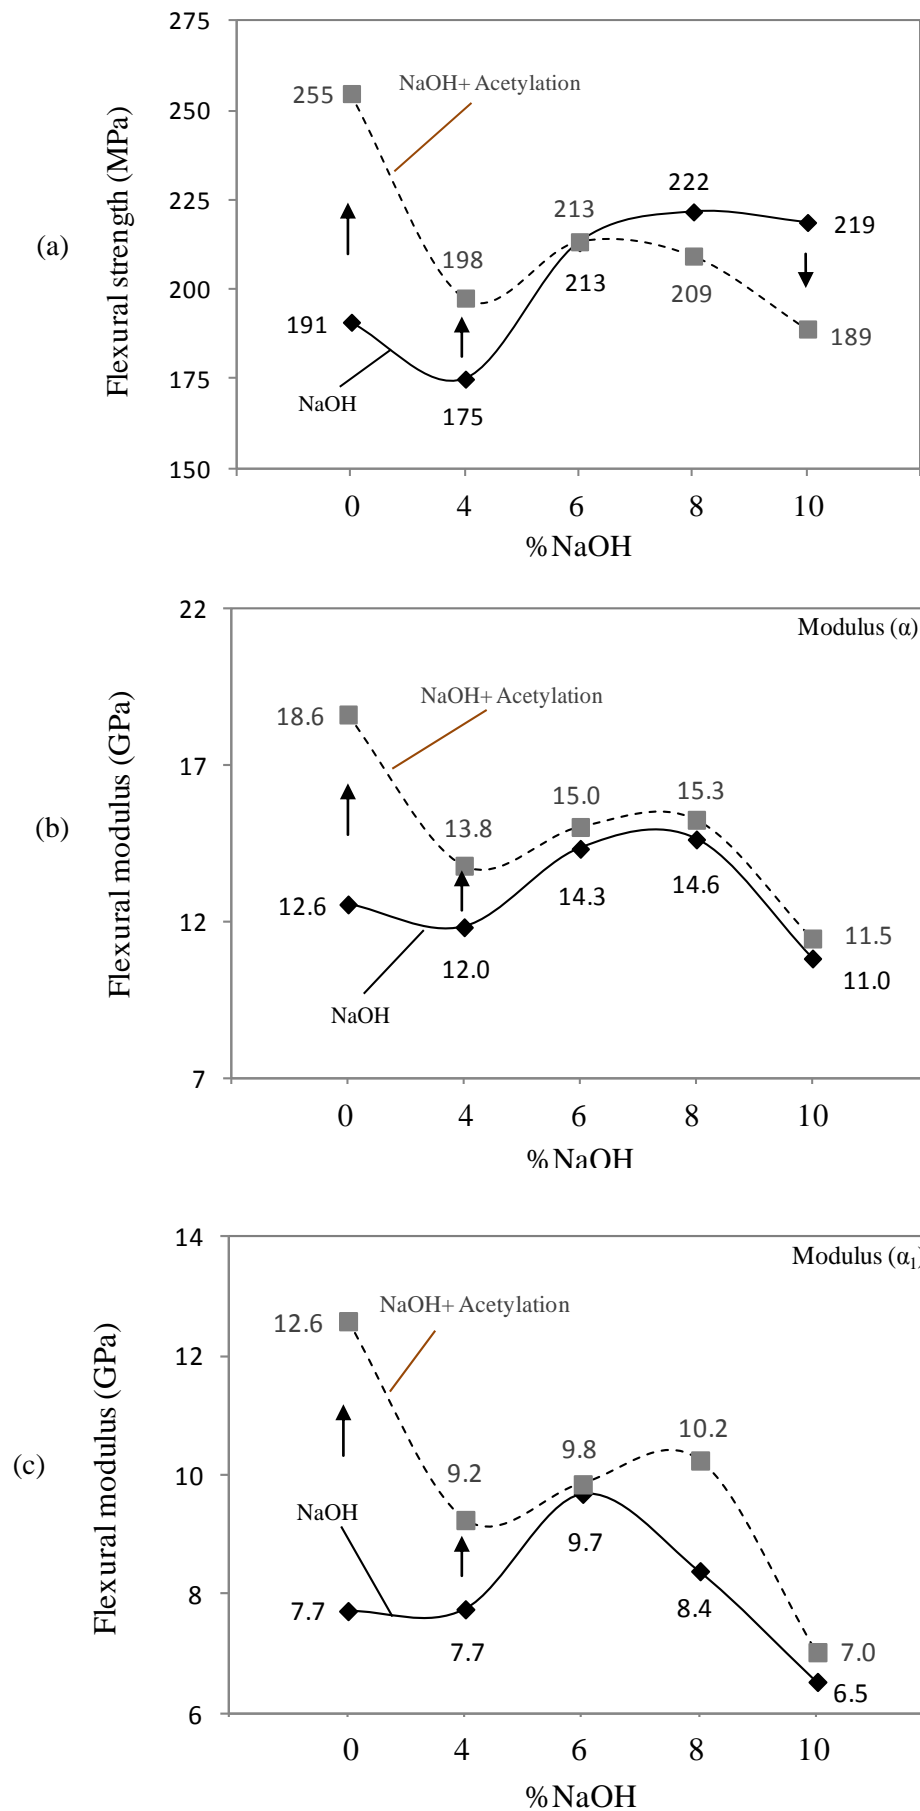 275
NaOH+ Acetylation
255
250
Flexural strength (MPa)
225
222
219
213
(a)
198
213
209
200
191
189
NaOH
175
175
150
0 4 6 8 10
%NaOH
22
Modulus (α)
NaOH+ Acetylation
18.6
Flexural modulus (GPa)
17
15.0
15.3
13.8
(b)
14.3
14.6
12.6
12
12.0
11.5
11.0
NaOH
7
0 4 6 8 10
%NaOH
14
Modulus (α₁)
NaOH+ Acetylation
12.6
12
Flexural modulus (GPa)
10.2
9.8
9.2
(c)
10
NaOH
9.7
8.4
8
7.7
7.7
7.0
6.5
6
0 4 6 8 10
%NaOH